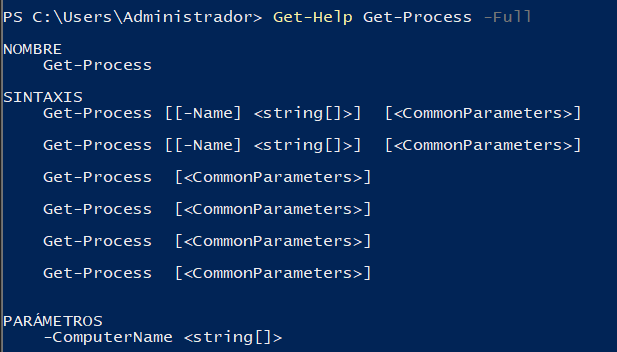 PS C:\Users\Administrador> Get-Help Get-Process -Full
NOMBRE
Get-Process
SINTAXIS
Get-Process [[-Name] <string[]>]  [<CommonParameters>]
Get-Process [[-Name] <string[]>]  [<CommonParameters>]
Get-Process  [<CommonParameters>]
Get-Process  [<CommonParameters>]
Get-Process  [<CommonParameters>]
Get-Process  [<CommonParameters>]
PARÁMETROS
-ComputerName <string[]>